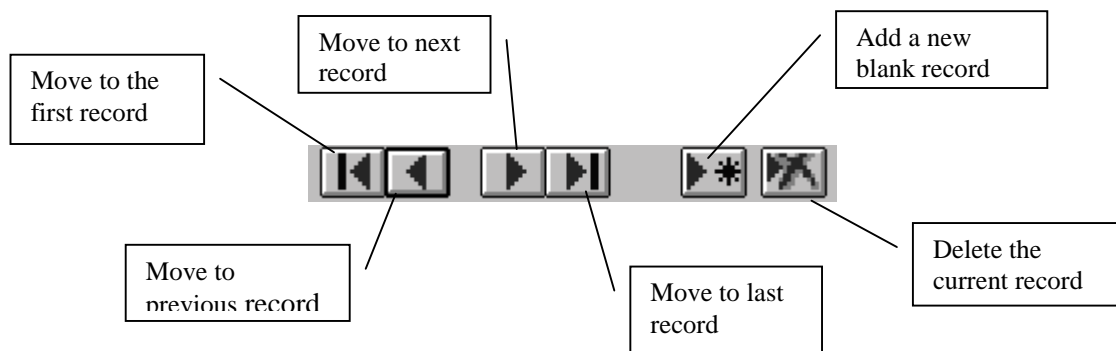 Move to next
record
Add a new
blank record
Move to the
first record
Move to
previous record
Move to last
record
Delete the
current record